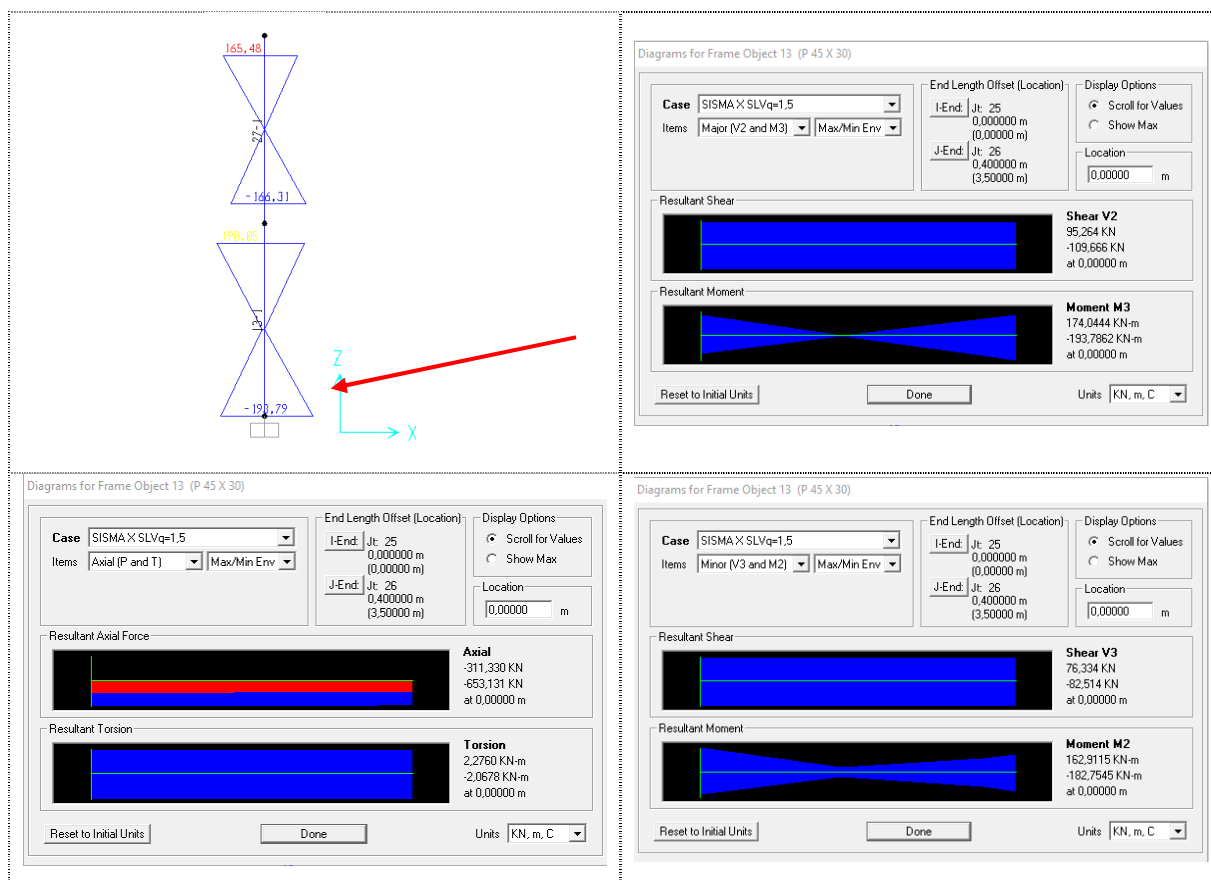 165,48
27-1
-166,31
190,05
13-1
-193,79
Z
X
Diagrams for Frame Object 13 (P 45 X 30)
Case SISMA X SLVq=1,5
Items Major (V2 and M3) Max/Min Env
End Length Offset (Location)
I-End: Jt: 25
0,000000 m
(0,00000 m)
J-End: Jt: 26
0,400000 m
(3,50000 m)
Display Options
Scroll for Values
Show Max
Location
0,00000 m
Resultant Shear
Shear V2
95,264 KN
-109,666 KN
at 0,00000 m
Resultant Moment
Moment M3
174,0444 KN-m
-193,7862 KN-m
at 0,00000 m
Reset to Initial Units
Done
Units KN, m, C
Diagrams for Frame Object 13 (P 45 X 30)
Case SISMA X SLVq=1,5
Items Axial (P and T) Max/Min Env
End Length Offset (Location)
I-End: Jt: 25
0,000000 m
(0,00000 m)
J-End: Jt: 26
0,400000 m
(3,50000 m)
Display Options
Scroll for Values
Show Max
Location
0,00000 m
Resultant Axial Force
Axial
-311,330 KN
-653,131 KN
at 0,00000 m
Resultant Torsion
Torsion
2,2760 KN-m
-2,0678 KN-m
at 0,00000 m
Reset to Initial Units
Done
Units KN, m, C
Diagrams for Frame Object 13 (P 45 X 30)
Case SISMA X SLVq=1,5
Items Minor (V3 and M2) Max/Min Env
End Length Offset (Location)
I-End: Jt: 25
0,000000 m
(0,00000 m)
J-End: Jt: 26
0,400000 m
(3,50000 m)
Display Options
Scroll for Values
Show Max
Location
0,00000 m
Resultant Shear
Shear V3
76,334 KN
-82,514 KN
at 0,00000 m
Resultant Moment
Moment M2
162,9115 KN-m
-182,7545 KN-m
at 0,00000 m
Reset to Initial Units
Done
Units KN, m, C